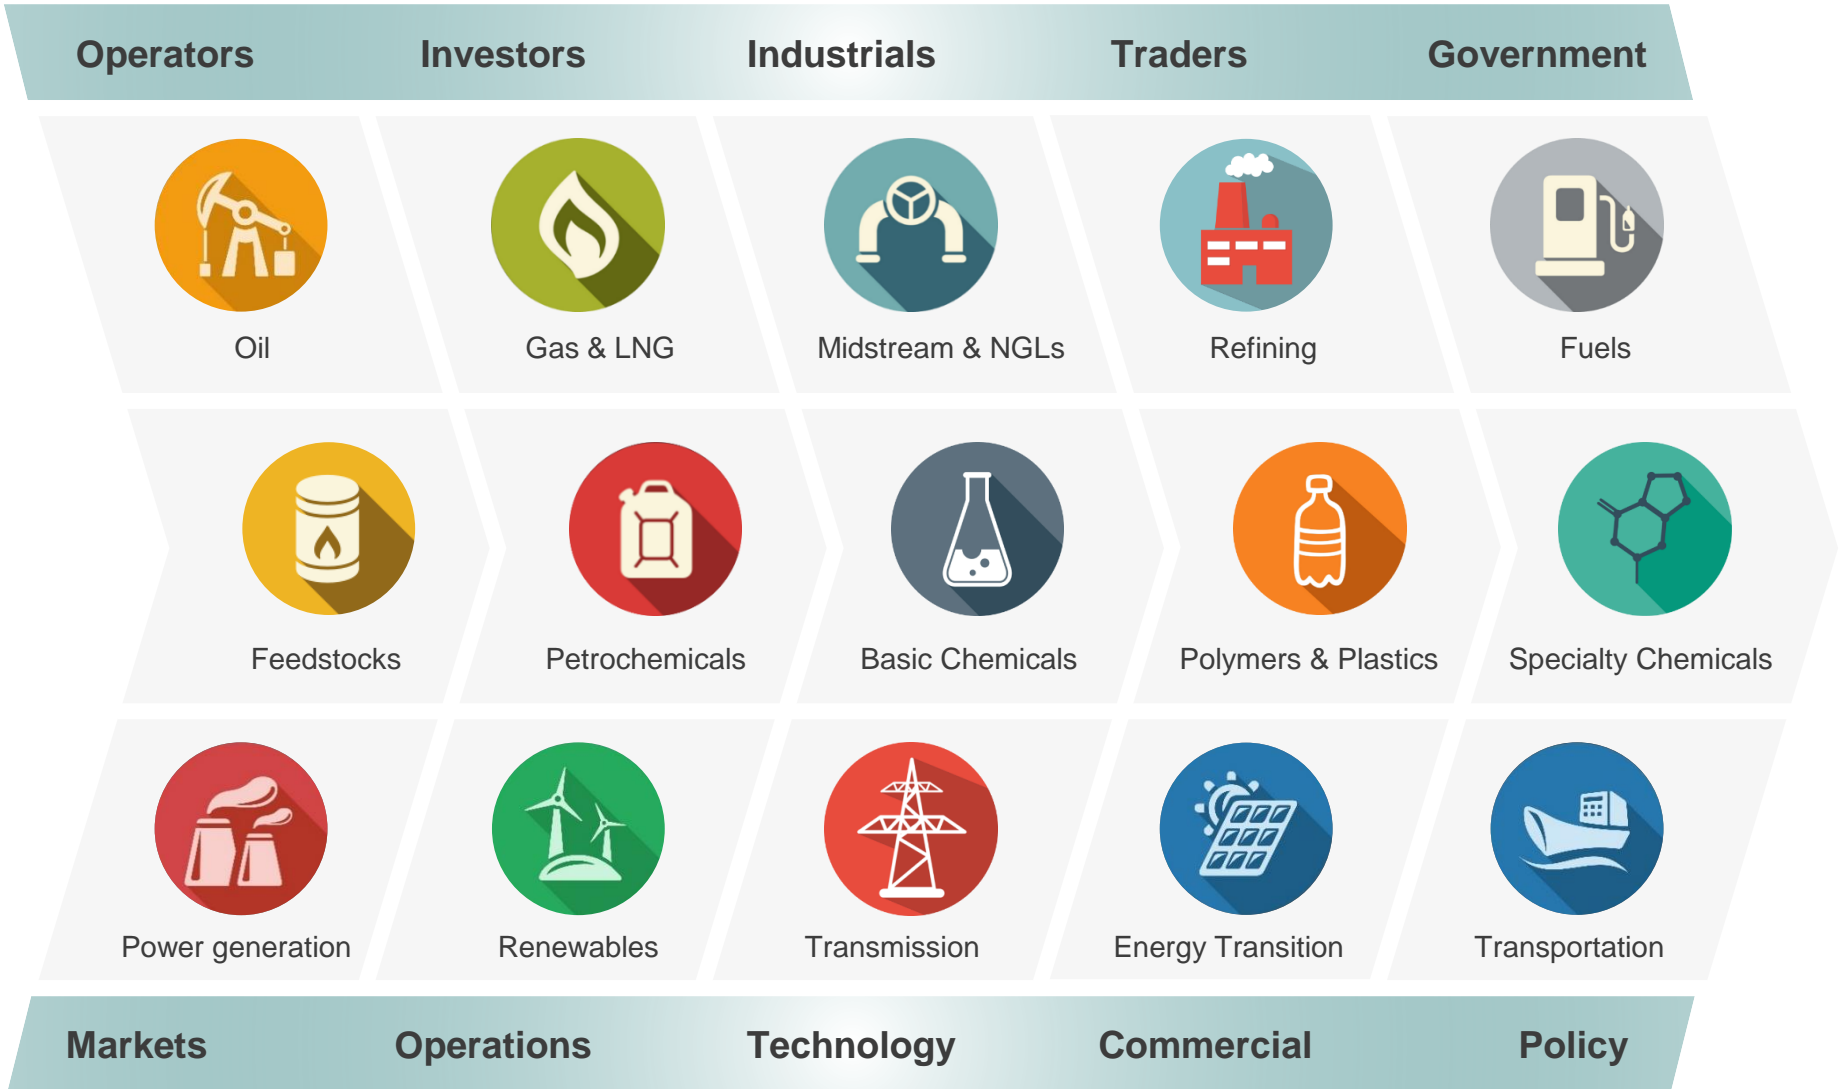 Operators Investors Industrials Traders Government
Oil Gas & LNG Midstream & NGLs Refining Fuels
Feedstocks Petrochemicals Basic Chemicals Polymers & Plastics Specialty Chemicals
Power generation Renewables Transmission Energy Transition Transportation
Markets Operations Technology Commercial Policy